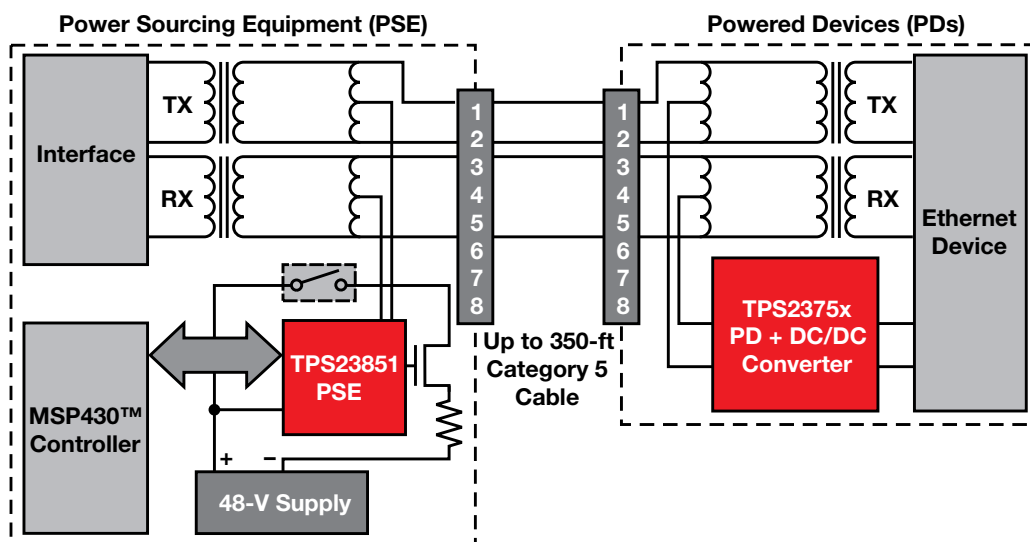 Power Sourcing Equipment (PSE)
Powered Devices (PDs)
Interface
TX
RX
1
2
3
4
5
6
7
8
1
2
3
4
5
6
7
8
TX
RX
Ethernet
Device
MSP430™
Controller
TPS23851
PSE
+
–
48-V Supply
Up to 350-ft
Category 5
Cable
TPS2375x
PD + DC/DC
Converter